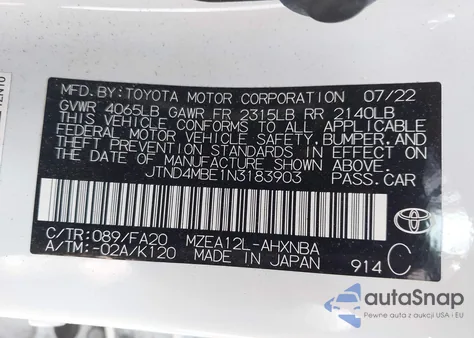 MFD.BY:TOYOTA MOTOR CORPORATION 07/22
GVWR 4065LB GAWR FR 2315LB RR 2140LB
THIS VEHICLE CONFORMS TO ALL APPLICABLE
FEDERAL MOTOR VEHICLE SAFETY,BUMPER,AND
THEFT PREVENTION STANDARDS IN EFFECT ON
THE DATE OF MANUFACTURE SHOWN ABOVE.
JTND4MBE1N3183903 PASS.CAR
C/TR:089/FA20 MZEA12L-AHXNBA
A/TM:-02A/K120 MADE IN JAPAN 914 C
autoSnap
Pewne auto z aukcji USA i EU